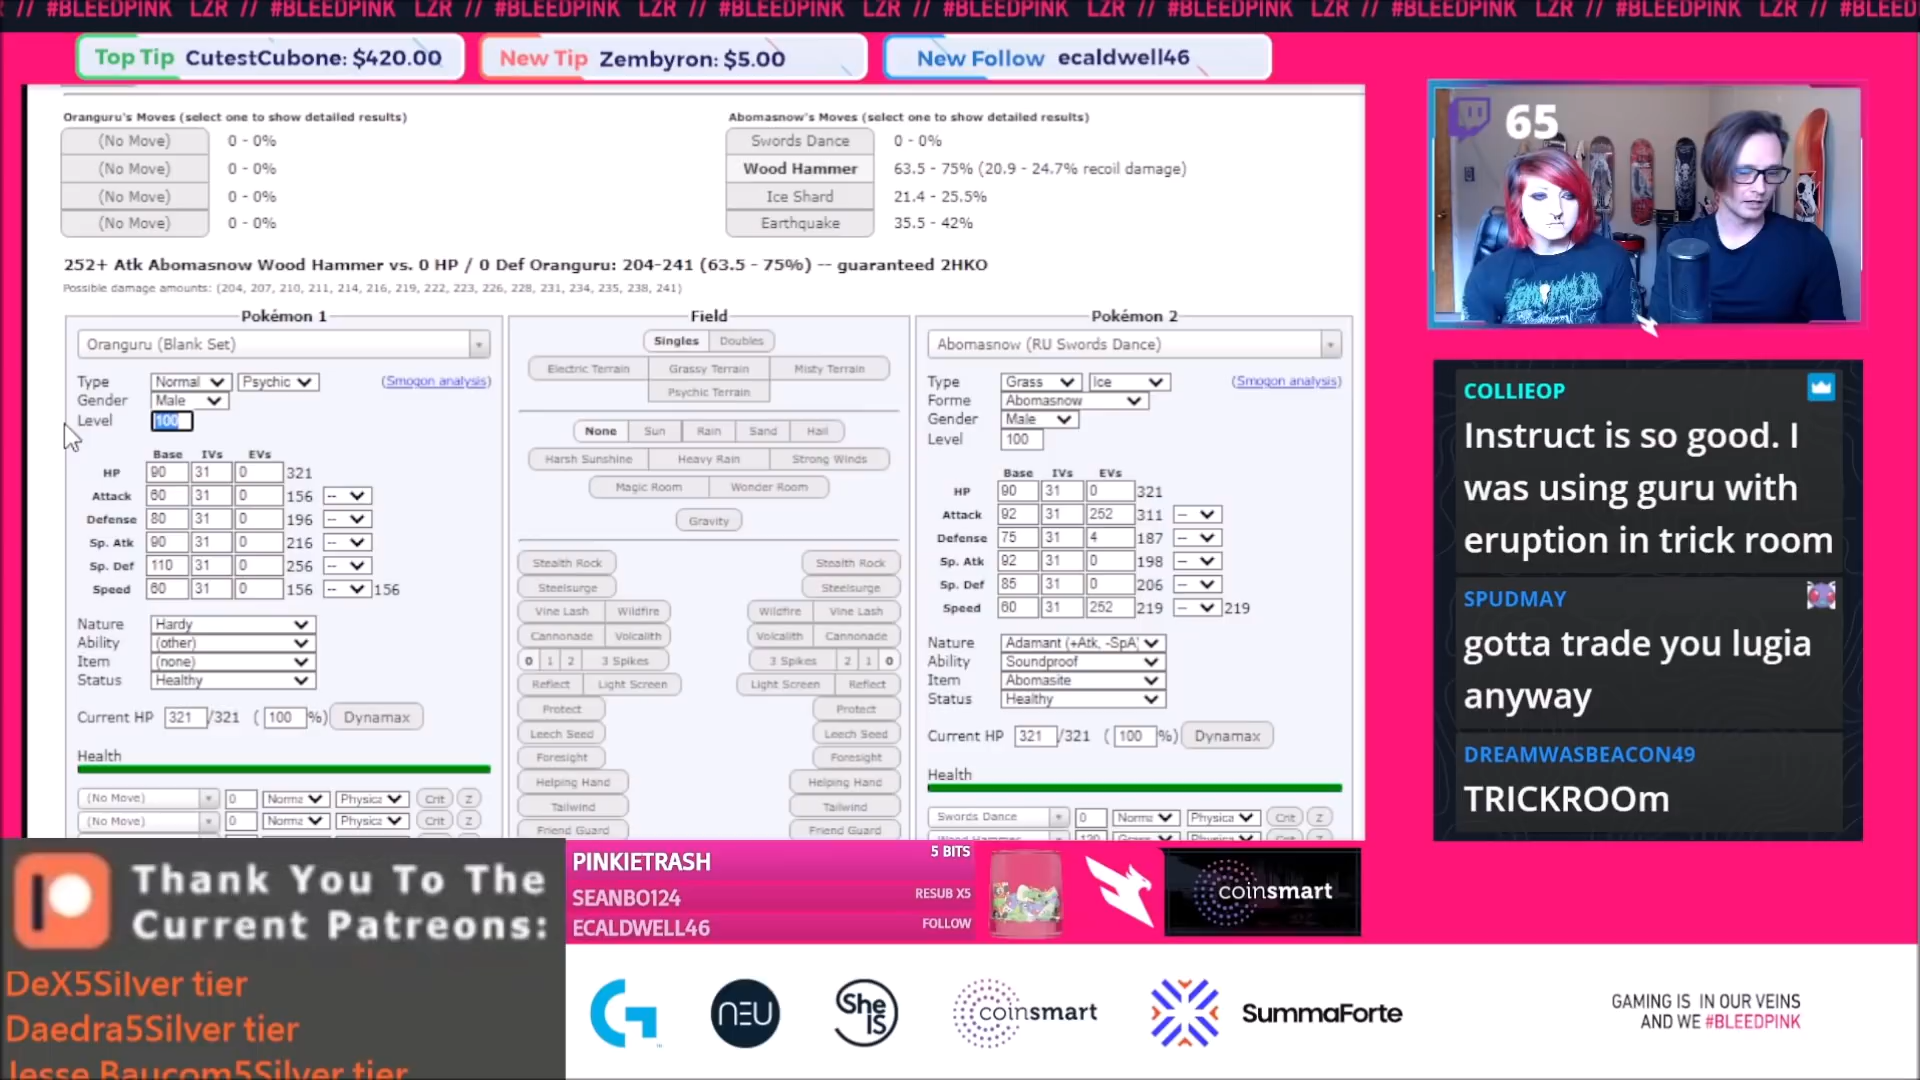 // #BLEEDPINK LZR // #BLEEDPINK LZR // #BLEEDPINK LZR // #BLEEDPINK LZR // #BLEEDPINK LZR // #BLEEDPINK LZR // #BLEEDPINK LZR // #BLEEDPINK LZR // #BLEED
Top Tip CutestCubone: $420.00
New Tip Zembyron: $5.00
New Follow ecaldwell46
65
Oranguru's Moves (select one to show detailed results)
(No Move) 0 - 0%
(No Move) 0 - 0%
(No Move) 0 - 0%
(No Move) 0 - 0%
Abomasnow's Moves (select one to show detailed results)
Swords Dance 0 - 0%
Wood Hammer 63.5 - 75% (20.9 - 24.7% recoil damage)
Ice Shard 21.4 - 25.5%
Earthquake 35.5 - 42%
252+ Atk Abomasnow Wood Hammer vs. 0 HP / 0 Def Oranguru: 204-241 (63.5 - 75%) -- guaranteed 2HKO
Possible damage amounts: (204, 207, 210, 211, 214, 216, 219, 222, 223, 226, 228, 231, 234, 235, 238, 241)
Pokémon 1
Oranguru (Blank Set)
Type Normal Psychic (Smogon analysis)
Gender Male
Level 100
Base IVs EVs
HP 90 31 0 321
Attack 60 31 0 156 --
Defense 80 31 0 196 --
Sp. Atk 90 31 0 216 --
Sp. Def 110 31 0 256 --
Speed 60 31 0 156 -- 156
Nature Hardy
Ability (other)
Item (none)
Status Healthy
Current HP 321 /321 ( 100 %) Dynamax
Health
(No Move) 0 Norma Physica Crit Z
(No Move) 0 Norma Physica Crit Z
Field
Singles Doubles
Electric Terrain Grassy Terrain Misty Terrain
Psychic Terrain
None Sun Rain Sand Hail
Harsh Sunshine Heavy Rain Strong Winds
Magic Room Wonder Room
Gravity
Stealth Rock Stealth Rock
Steelsurge Steelsurge
Vine Lash Wildfire Wildfire Vine Lash
Cannonade Volcalith Volcalith Cannonade
0 1 2 3 Spikes 3 Spikes 2 1 0
Reflect Light Screen Light Screen Reflect
Protect Protect
Leech Seed Leech Seed
Foresight Foresight
Helping Hand Helping Hand
Tailwind Tailwind
Friend Guard Friend Guard
Pokémon 2
Abomasnow (RU Swords Dance)
Type Grass Ice (Smogon analysis)
Forme Abomasnow
Gender Male
Level 100
Base IVs EVs
HP 90 31 0 321
Attack 92 31 252 311 --
Defense 75 31 4 187 --
Sp. Atk 92 31 0 198 --
Sp. Def 85 31 0 206 --
Speed 60 31 252 219 -- 219
Nature Adamant (+Atk, -SpA)
Ability Soundproof
Item Abomasite
Status Healthy
Current HP 321 /321 ( 100 %) Dynamax
Health
Swords Dance 0 Norma Physica Crit Z
COLLIEOP
Instruct is so good. I
was using guru with
eruption in trick room
SPUDMAY
gotta trade you lugia
anyway
DREAMWASBEACON49
TRICKROOm
Thank You To The
Current Patreons:
DeX5Silver tier
Daedra5Silver tier
Jesse Baucom5Silver tier
PINKIETRASH 5 BITS
SEANBO124 RESUB X5
ECALDWELL46 FOLLOW
coinsmart
G
NEU
She IS
coinsmart
SummaForte
GAMING IS IN OUR VEINS
AND WE #BLEEDPINK